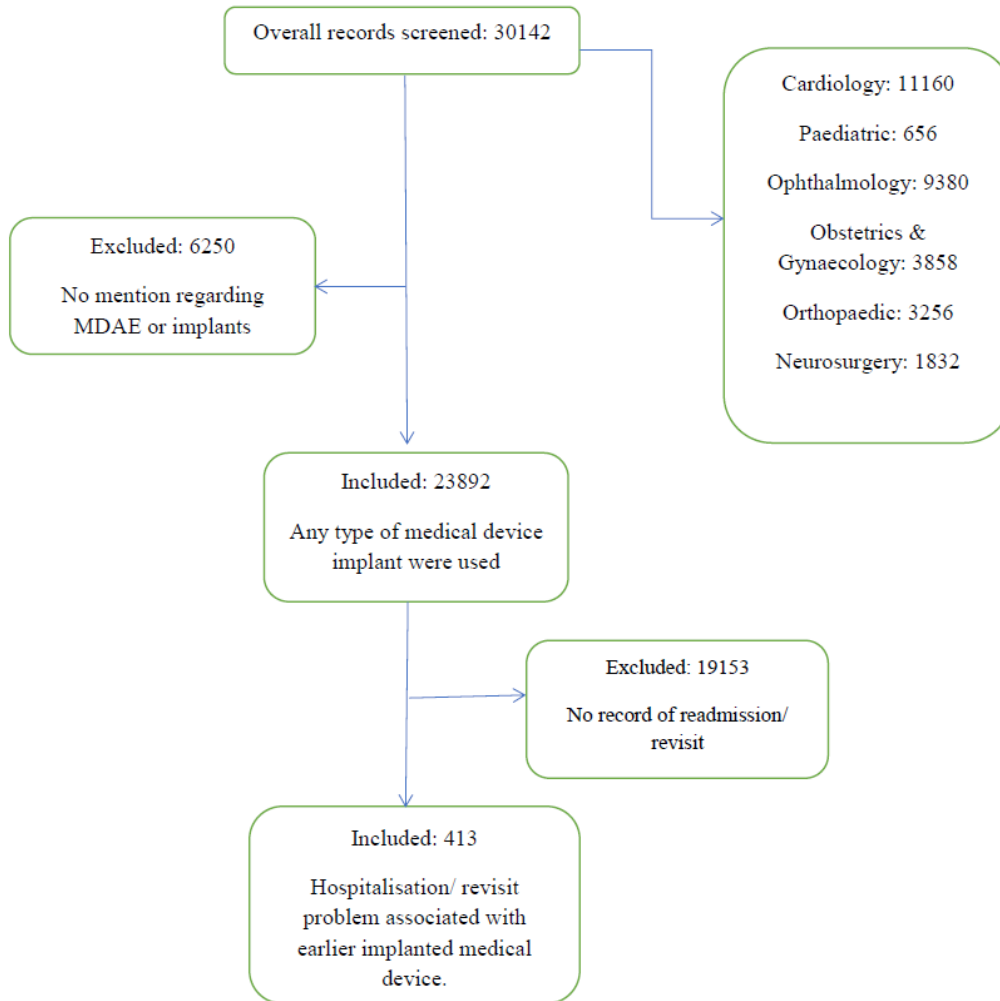 Overall records screened: 30142
Cardiology: 11160
Paediatric: 656
Ophthalmology: 9380
Obstetrics &
Gynaecology: 3858
Orthopaedic: 3256
Neurosurgery: 1832
Excluded: 6250
No mention regarding
MDAE or implants
Included: 23892
Any type of medical device
implant were used
Excluded: 19153
No record of readmission/
revisit
Included: 413
Hospitalisation/ revisit
problem associated with
earlier implanted medical
device.